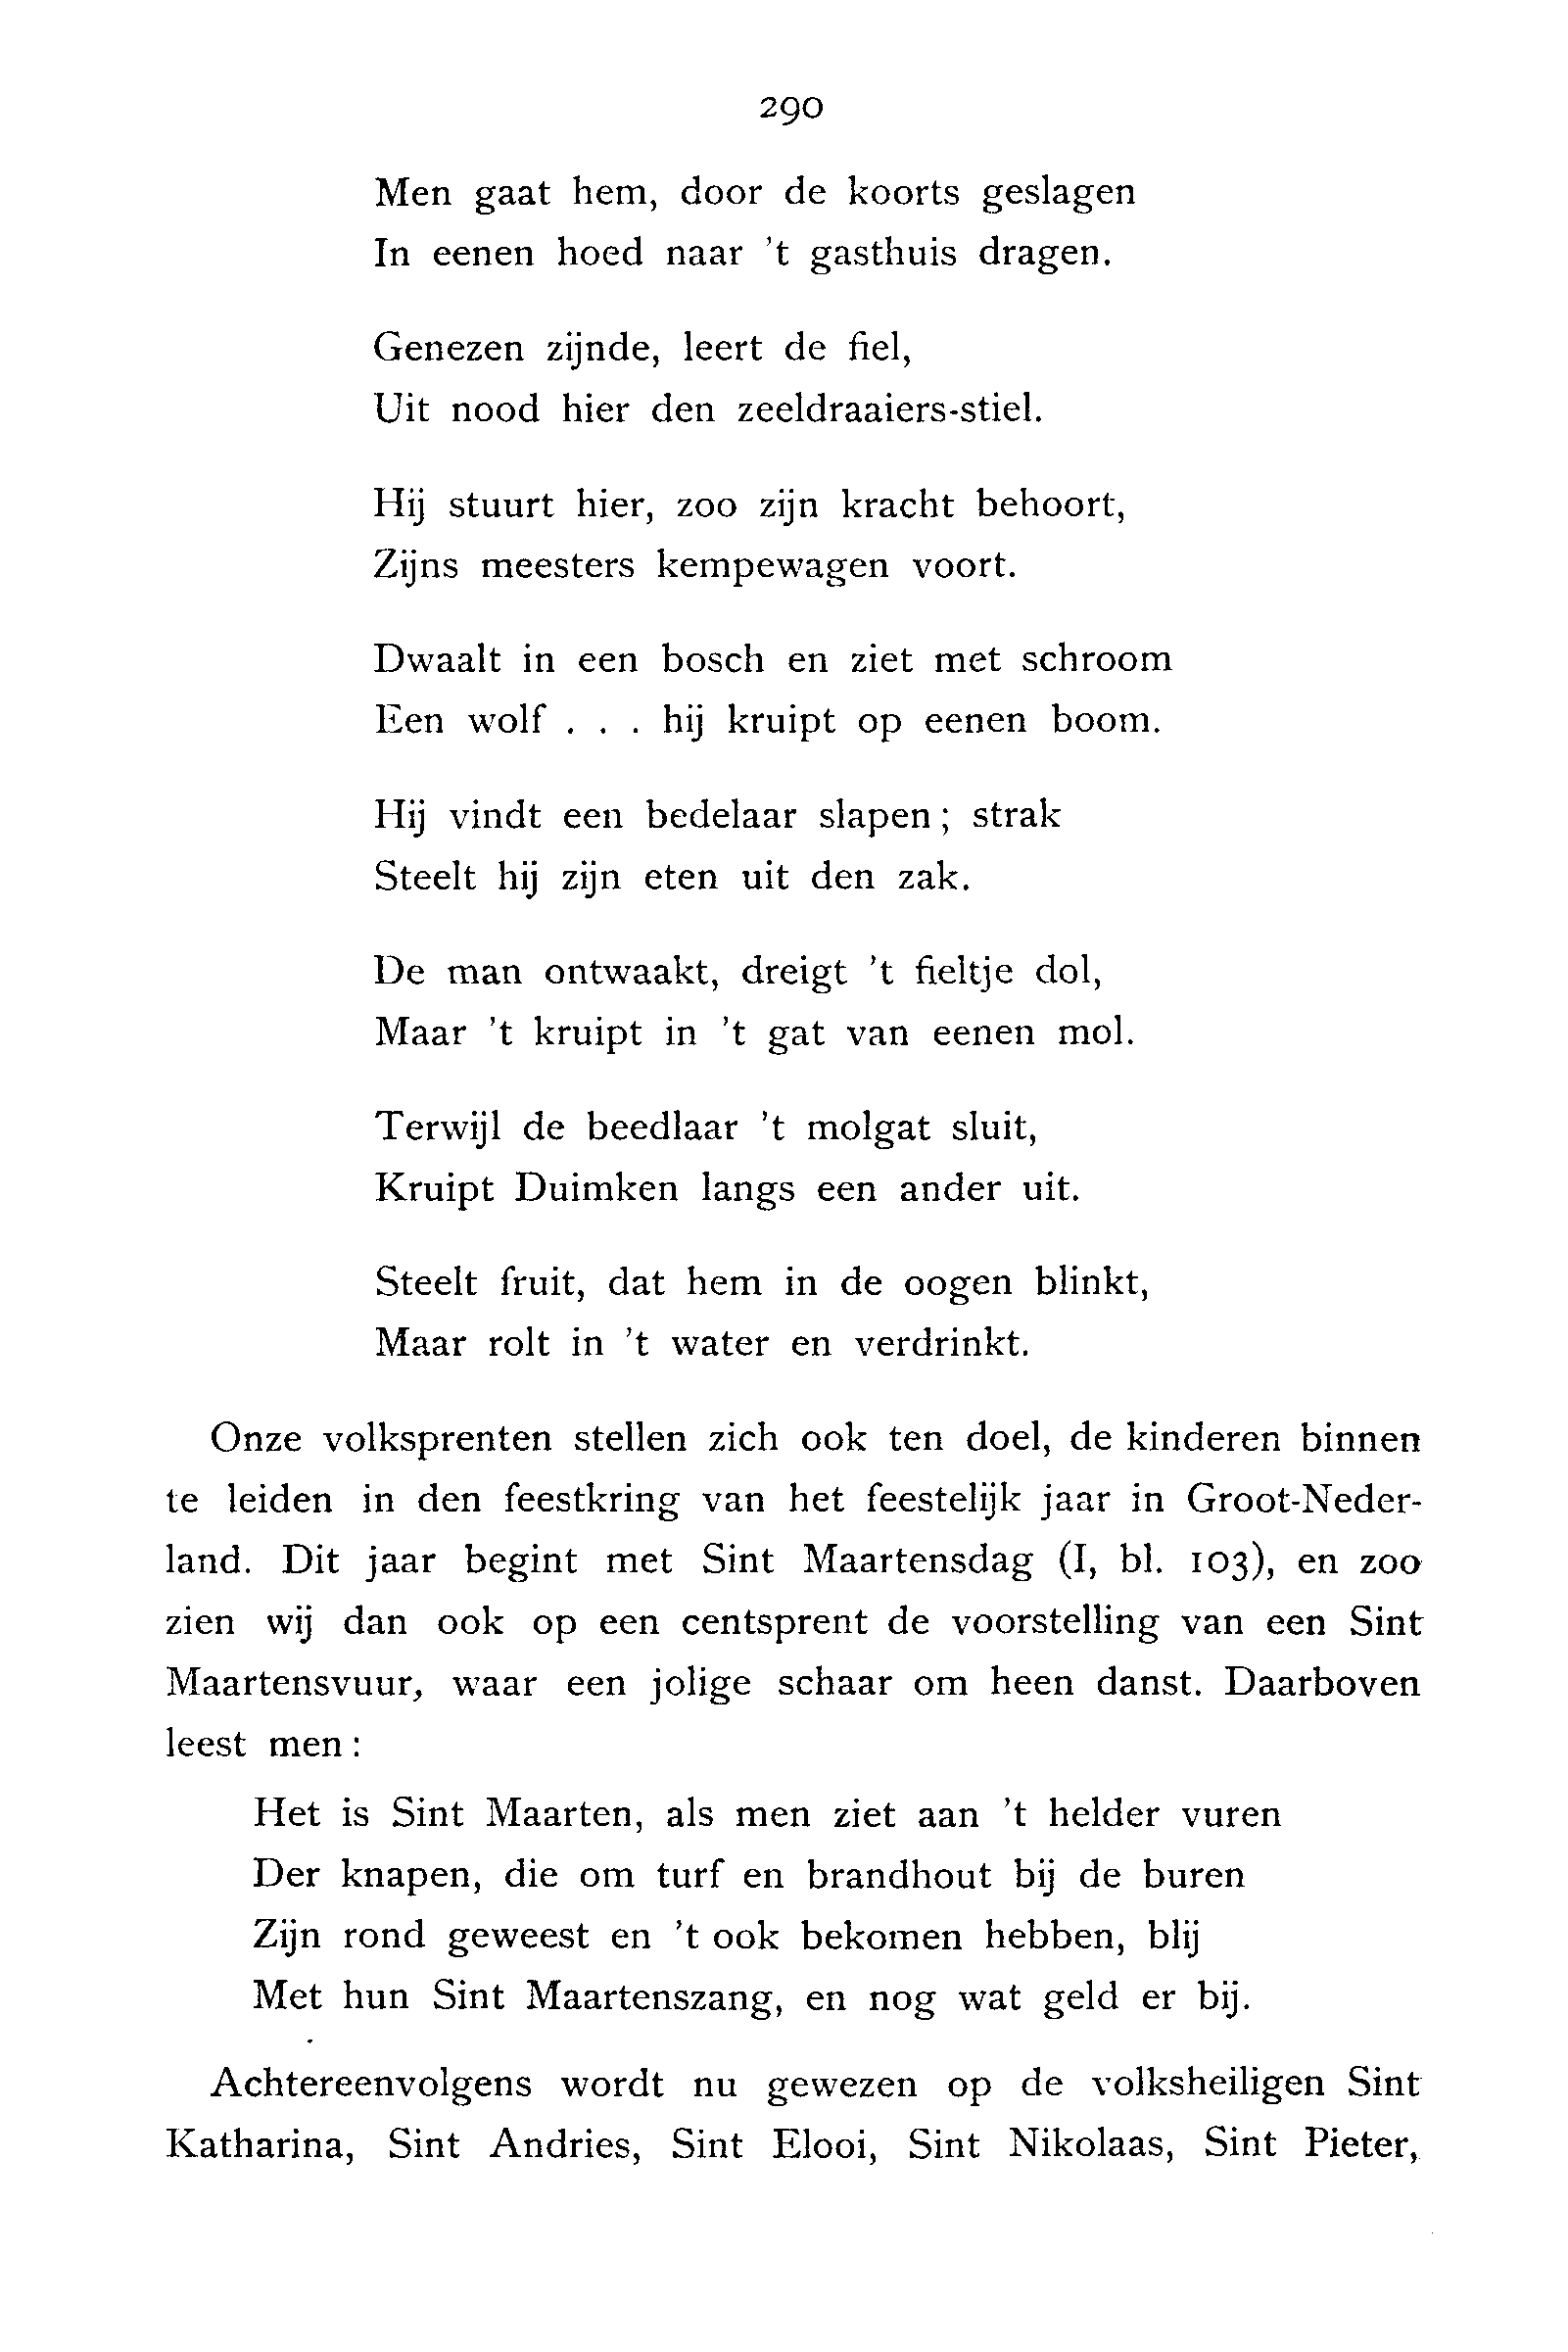 290
Men gaat hem, door de koorts geslagen
In eenen hoed naar 't gasthuis dragen.
Genezen zijnde, leert de fiel,
Uit nood hier den zeeldraaiers-stiel.
Hij stuurt hier, zoo zijn kracht behoort,
Zijns meesters kempewagen voort.
Dwaalt in een bosch en ziet met schroom
Een wolf . . . hij kruipt op eenen boom.
Hij vindt een bedelaar slapen; strak
Steelt hij zijn eten uit den zak.
De man ontwaakt, dreigt 't fieltje dol,
Maar 't kruipt in 't gat van eenen mol.
Terwijl de beedlaar 't molgat sluit,
Kruipt Duimken langs een ander uit.
Steelt fruit, dat hem in de oogen blinkt,
Maar rolt in 't water en verdrinkt.
Onze volksprenten stellen zich ook ten doel, de kinderen binnen
te leiden in den feestkring van het feestelijk jaar in Groot-Neder-
land. Dit jaar begint met Sint Maartensdag (I, bl. 103), en zoo
zien wij dan ook op een centsprent de voorstelling van een Sint
Maartensvuur, waar een jolige schaar om heen danst. Daarboven
leest men:
Het is Sint Maarten, als men ziet aan 't helder vuren
Der knapen, die om turf en brandhout bij de buren
Zijn rond geweest en 't ook bekomen hebben, blij
Met hun Sint Maartenszang, en nog wat geld er bij.
Achtereenvolgens wordt nu gewezen op de volksheiligen Sint
Katharina, Sint Andries, Sint Elooi, Sint Nikolaas, Sint Pieter,